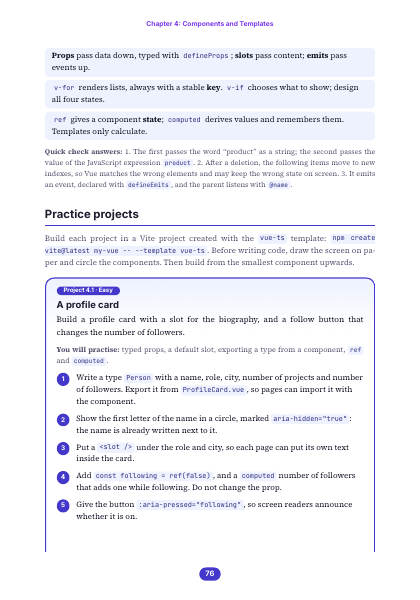 Chapter 4: Components and Templates
Props pass data down, typed with defineProps; slots pass content; emits pass
events up.
v-for renders lists, always with a stable key. v-if chooses what to show; design
all four states.
ref gives a component state; computed derives values and remembers them.
Templates only calculate.
Quick check answers: 1. The first passes the word “product” as a string; the second passes the
value of the JavaScript expression product. 2. After a deletion, the following items move to new
indexes, so Vue matches the wrong elements and may keep the wrong state on screen. 3. It emits
an event, declared with defineEmits, and the parent listens with @name.
Practice projects
Build each project in a Vite project created with the vue-ts template: npm create
vite@latest my-vue -- --template vue-ts. Before writing code, draw the screen on pa-
per and circle the components. Then build from the smallest component upwards.
Project 4.1 · Easy
A profile card
Build a profile card with a slot for the biography, and a follow button that
changes the number of followers.
You will practise: typed props, a default slot, exporting a type from a component, ref
and computed.
1 Write a type Person with a name, role, city, number of projects and number
of followers. Export it from ProfileCard.vue, so pages can import it with
the component.
2 Show the first letter of the name in a circle, marked aria-hidden="true":
the name is already written next to it.
3 Put a <slot /> under the role and city, so each page can put its own text
inside the card.
4 Add const following = ref(false), and a computed number of followers
that adds one while following. Do not change the prop.
5 Give the button :aria-pressed="following", so screen readers announce
whether it is on.
76